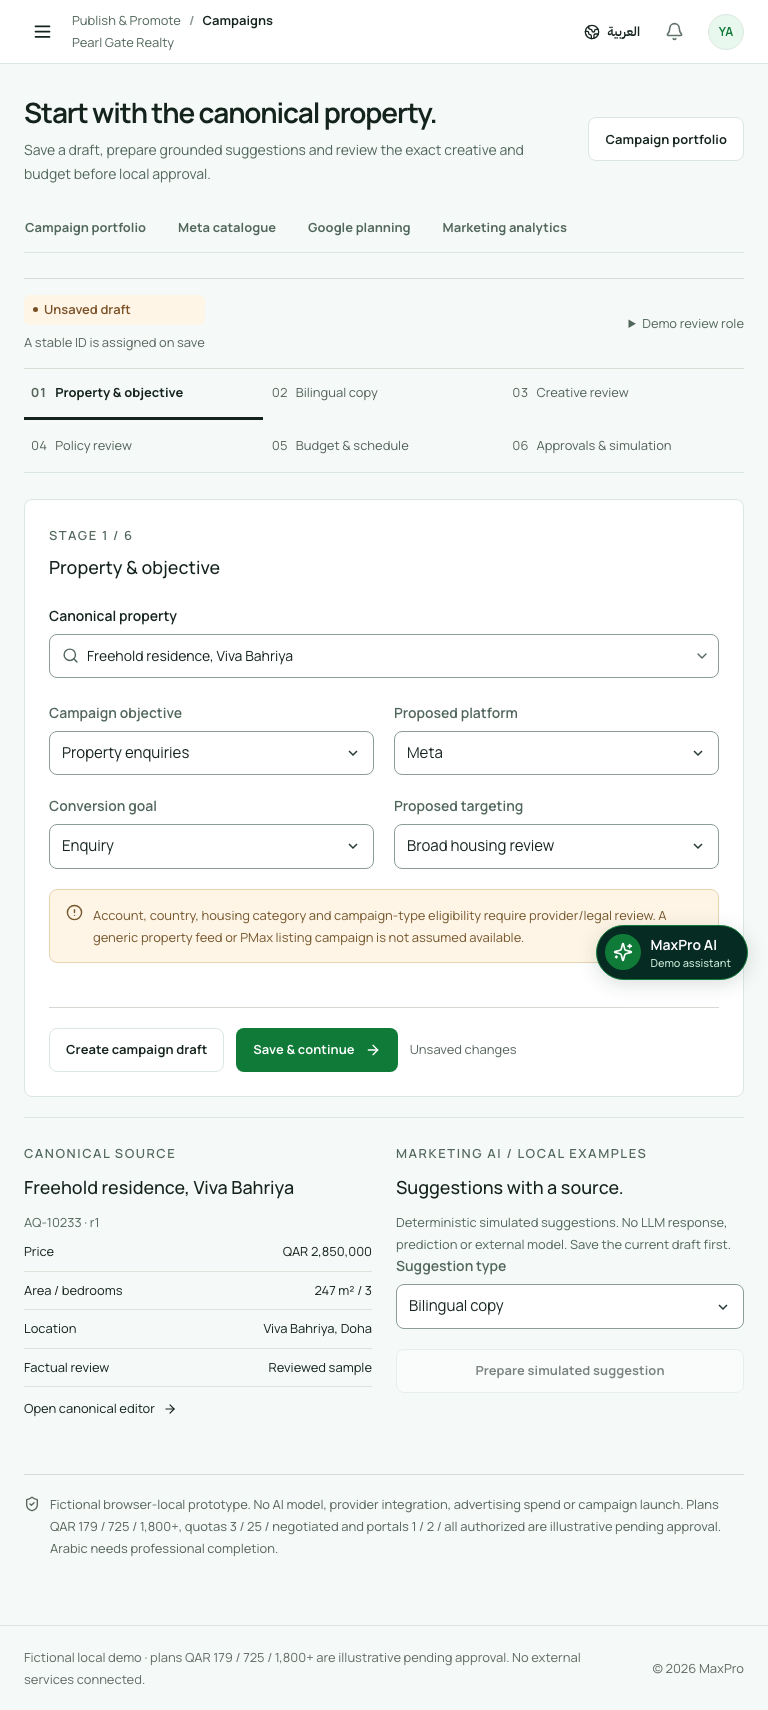 Publish & Promote / Campaigns
Pearl Gate Realty
العربية
YA
Start with the canonical property.
Save a draft, prepare grounded suggestions and review the exact creative and
budget before local approval.
Campaign portfolio
Campaign portfolio
Meta catalogue
Google planning
Marketing analytics
Unsaved draft
A stable ID is assigned on save
Demo review role
01 Property & objective
02 Bilingual copy
03 Creative review
04 Policy review
05 Budget & schedule
06 Approvals & simulation
STAGE 1 / 6
Property & objective
Canonical property
Freehold residence, Viva Bahriya
Campaign objective
Proposed platform
Property enquiries
Meta
Conversion goal
Proposed targeting
Enquiry
Broad housing review
Account, country, housing category and campaign-type eligibility require provider/legal review. A
generic property feed or PMax listing campaign is not assumed available.
MaxPro AI
Demo assistant
Create campaign draft
Save & continue
Unsaved changes
CANONICAL SOURCE
Freehold residence, Viva Bahriya
AQ-10233 · r1
Price QAR 2,850,000
Area / bedrooms 247 m² / 3
Location Viva Bahriya, Doha
Factual review Reviewed sample
Open canonical editor
MARKETING AI / LOCAL EXAMPLES
Suggestions with a source.
Deterministic simulated suggestions. No LLM response,
prediction or external model. Save the current draft first.
Suggestion type
Bilingual copy
Prepare simulated suggestion
Fictional browser-local prototype. No AI model, provider integration, advertising spend or campaign launch. Plans
QAR 179 / 725 / 1,800+, quotas 3 / 25 / negotiated and portals 1 / 2 / all authorized are illustrative pending approval.
Arabic needs professional completion.
Fictional local demo · plans QAR 179 / 725 / 1,800+ are illustrative pending approval. No external
services connected.
© 2026 MaxPro